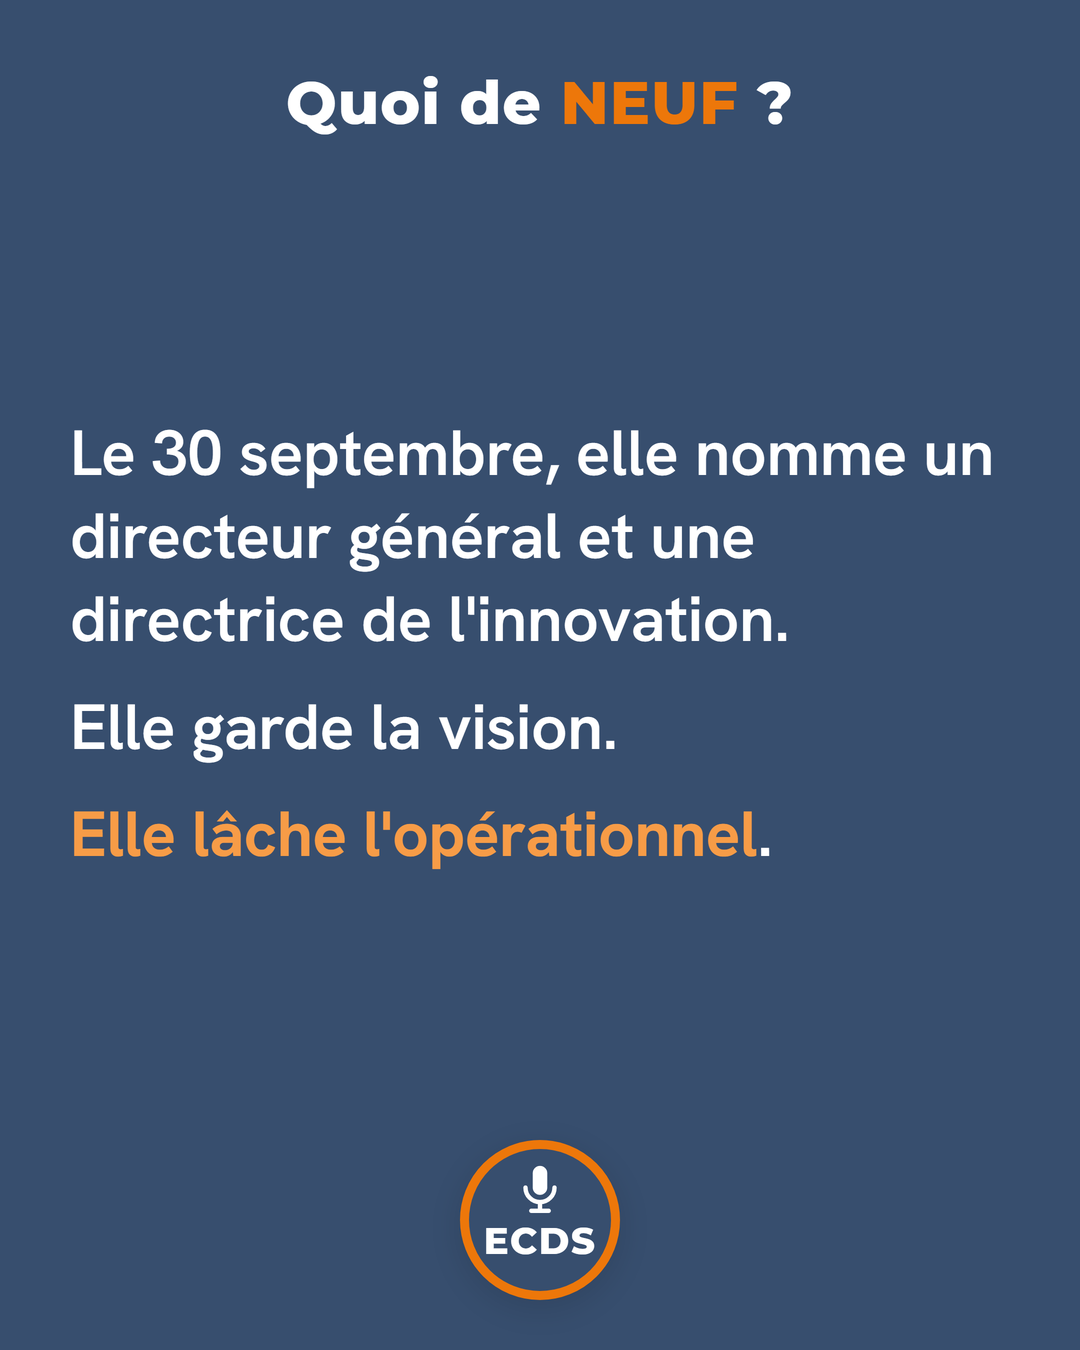 Quoi de NEUF ?
Le 30 septembre, elle nomme un
directeur général et une
directrice de l'innovation.
Elle garde la vision.
Elle lâche l'opérationnel.
ECDS